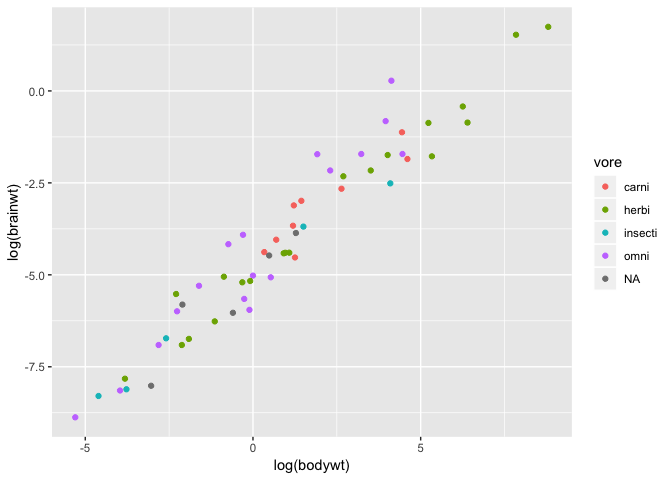 log(brainwt)
0.0
-2.5
-5.0
-7.5
-5
0
5
log(bodywt)
vore
carni
herbi
insecti
omni
NA